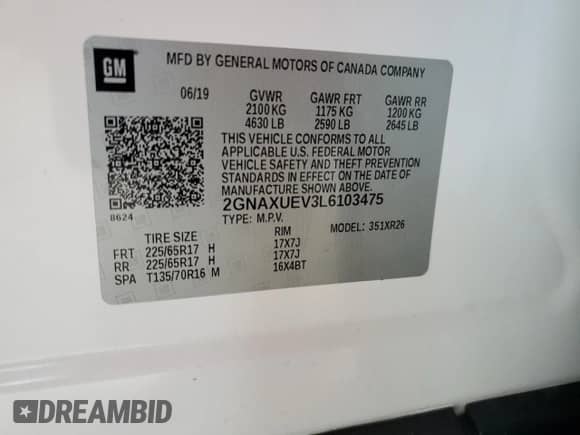 GM
MFD BY GENERAL MOTORS OF CANADA COMPANY
06/19 GVWR GAWR FRT GAWR RR
2100 KG 1175 KG 1200 KG
4630 LB 2590 LB 2645 LB
THIS VEHICLE CONFORMS TO ALL
APPLICABLE U.S. FEDERAL MOTOR
VEHICLE SAFETY AND THEFT PREVENTION
STANDARDS IN EFFECT ON THE DATE OF
MANUFACTURE SHOWN ABOVE.
8624 2GNAXUEV3L6103475
TYPE: M.P.V. MODEL: 351XR26
TIRE SIZE RIM
FRT 225/65R17 H 17X7J
RR 225/65R17 H 17X7J
SPA T135/70R16 M 16X4BT
DREAMBID